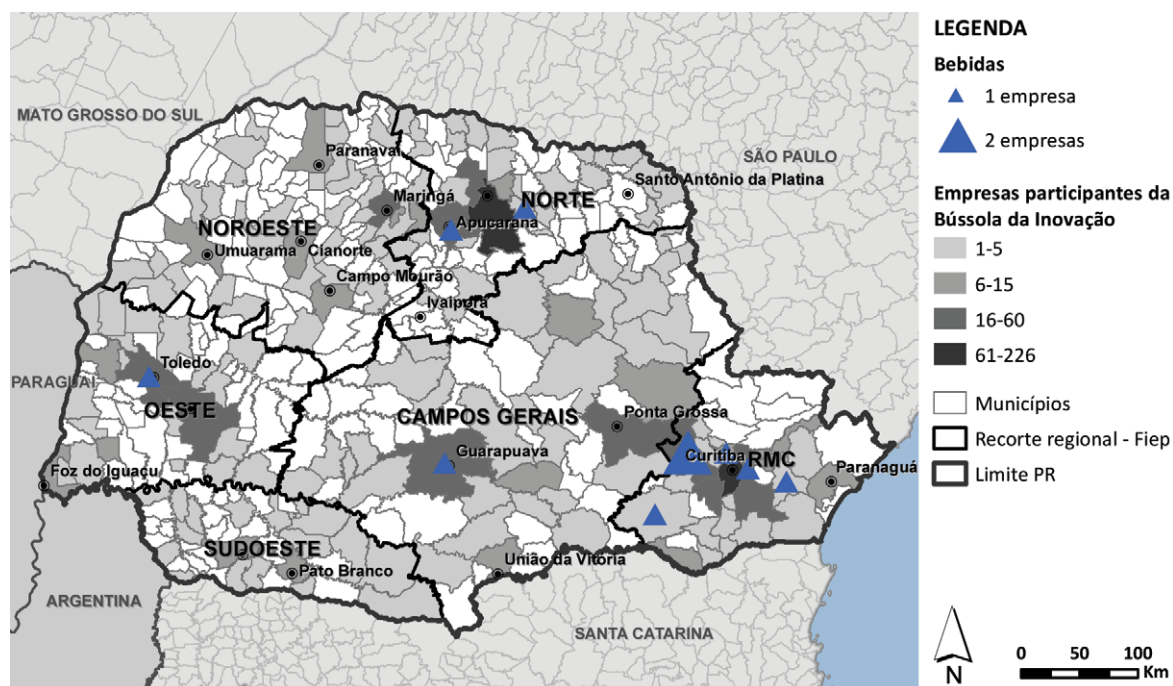 MATO GROSSO DO SUL
SÃO PAULO
Paranavaí
Santo Antônio da Platina
Maringá
NORTE
Apucarana
NOROESTE
Umuarama
Cianorte
Campo Mourão
Ivaiporã
PARAGUAI
Toledo
OESTE
CAMPOS GERAIS
Ponta Grossa
Guarapuava
Curitiba
RMC
Paranaguá
Foz do Iguaçu
SUDOESTE
Pato Branco
União da Vitória
ARGENTINA
SANTA CATARINA
LEGENDA
Bebidas
1 empresa
2 empresas
Empresas participantes da
Bússola da Inovação
1-5
6-15
16-60
61-226
Municípios
Recorte regional - Fiep
Limite PR
N
0 50 100
Km